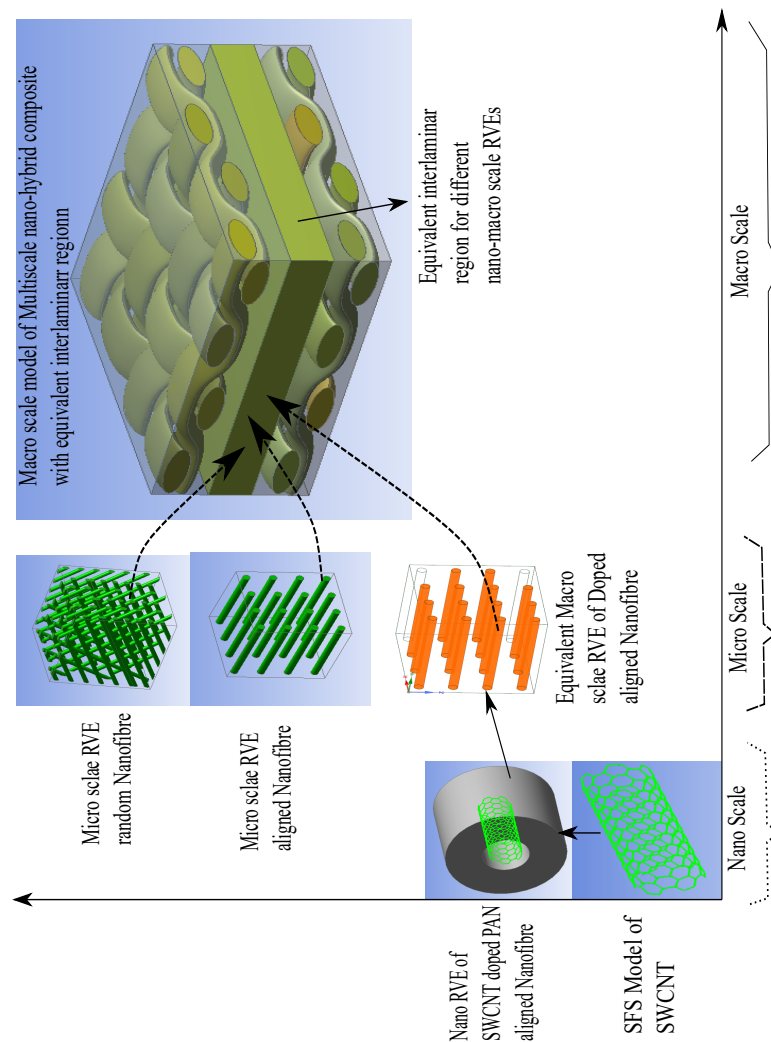 Macro scale model of Multiscale nano-hybrid composite
with equivalent interlaminarr regionn
Equivalent interlaminar
region for different
nano-macro scale RVEs
Micro sclae RVE
random Nanofibre
Micro sclae RVE
aligned Nanofibre
Equivalent Macro
sclae RVE of Doped
aligned Nanofibre
Nano RVE of
SWCNT doped PAN
aligned Nanofibre
SFS Model of
SWCNT
Nano Scale
Micro Scale
Macro Scale